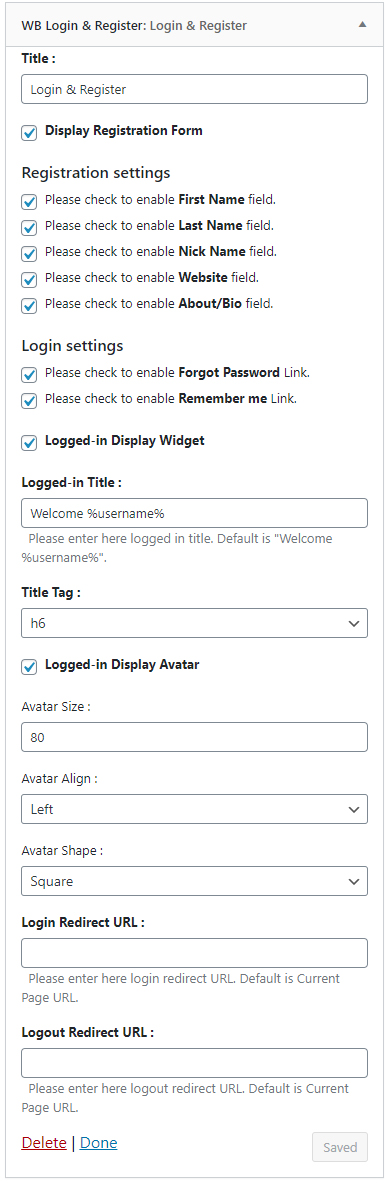 WB Login & Register: Login & Register
Title :
Login & Register
Display Registration Form
Registration settings
Please check to enable First Name field.
Please check to enable Last Name field.
Please check to enable Nick Name field.
Please check to enable Website field.
Please check to enable About/Bio field.
Login settings
Please check to enable Forgot Password Link.
Please check to enable Remember me Link.
Logged-in Display Widget
Logged-in Title :
Welcome %username%
Please enter here logged in title. Default is "Welcome
%username%".
Title Tag :
h6
Logged-in Display Avatar
Avatar Size :
80
Avatar Align :
Left
Avatar Shape :
Square
Login Redirect URL :
Please enter here login redirect URL. Default is Current
Page URL.
Logout Redirect URL :
Please enter here logout redirect URL. Default is Current
Page URL.
Delete | Done Saved